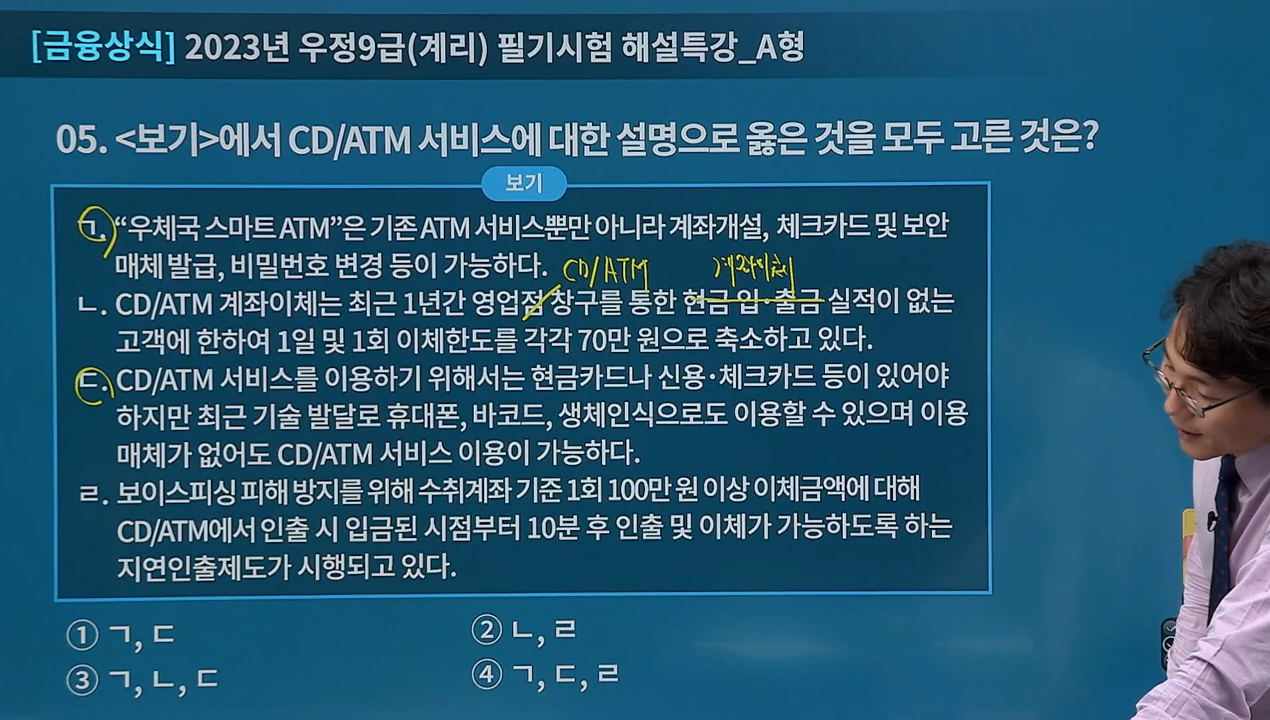 [금융상식] 2023년 우정9급(계리) 필기시험 해설특강_A형
05. <보기>에서 CD/ATM 서비스에 대한 설명으로 옳은 것을 모두 고른 것은?
보기
ㄱ. “우체국 스마트 ATM”은 기존 ATM 서비스뿐만 아니라 계좌개설, 체크카드 및 보안
매체 발급, 비밀번호 변경 등이 가능하다.
CD/ATM 계좌이체
ㄴ. CD/ATM 계좌이체는 최근 1년간 영업점 창구를 통한 현금 입·출금 실적이 없는
고객에 한하여 1일 및 1회 이체한도를 각각 70만 원으로 축소하고 있다.
ㄷ. CD/ATM 서비스를 이용하기 위해서는 현금카드나 신용·체크카드 등이 있어야
하지만 최근 기술 발달로 휴대폰, 바코드, 생체인식으로도 이용할 수 있으며 이용
매체가 없어도 CD/ATM 서비스 이용이 가능하다.
ㄹ. 보이스피싱 피해 방지를 위해 수취계좌 기준 1회 100만 원 이상 이체금액에 대해
CD/ATM에서 인출 시 입금된 시점부터 10분 후 인출 및 이체가 가능하도록 하는
지연인출제도가 시행되고 있다.
① ㄱ, ㄷ
② ㄴ, ㄹ
③ ㄱ, ㄴ, ㄷ
④ ㄱ, ㄷ, ㄹ